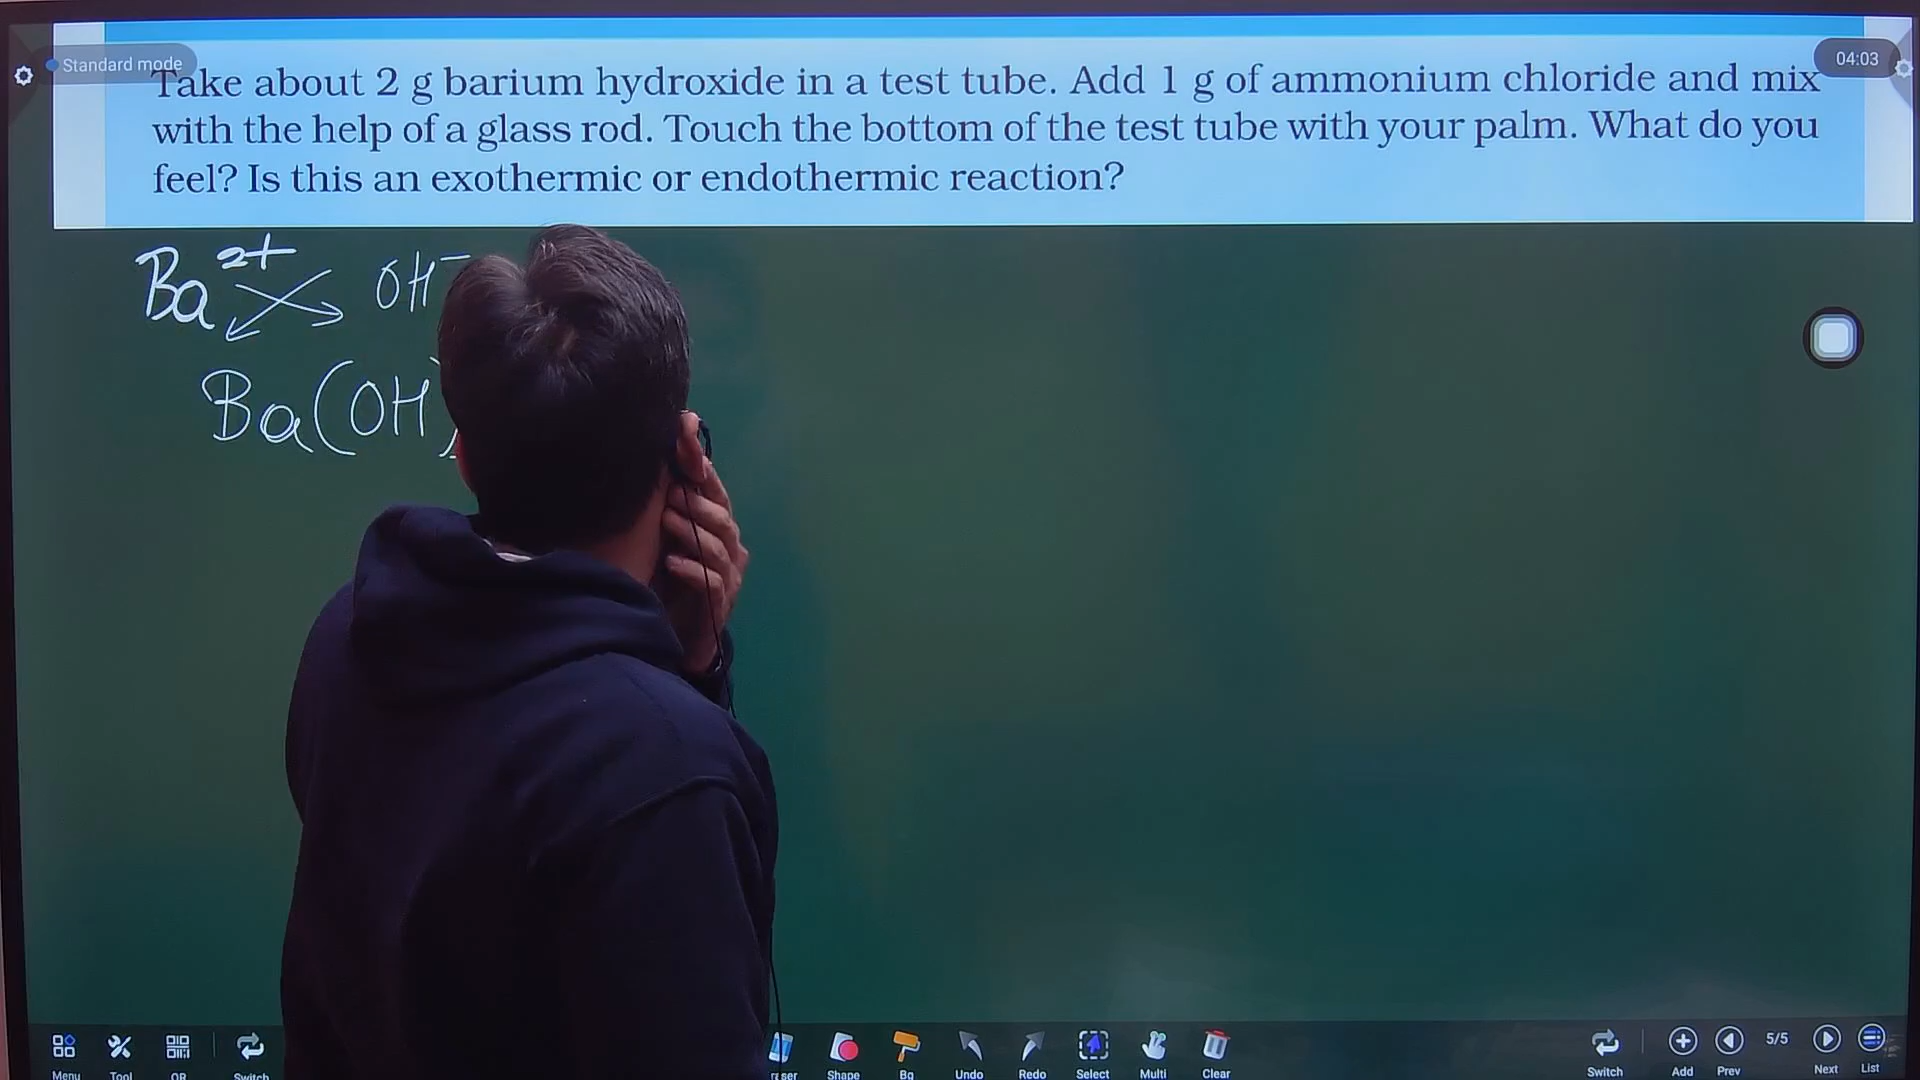 Standard mode
04:03
Take about 2 g barium hydroxide in a test tube. Add 1 g of ammonium chloride and mix
with the help of a glass rod. Touch the bottom of the test tube with your palm. What do you
feel? Is this an exothermic or endothermic reaction?
Ba²⁺ OH⁻
Ba(OH)
Menu Tool QR Switch Shape Bg Undo Redo Select Multi Clear Switch Add Prev 5/5 Next List